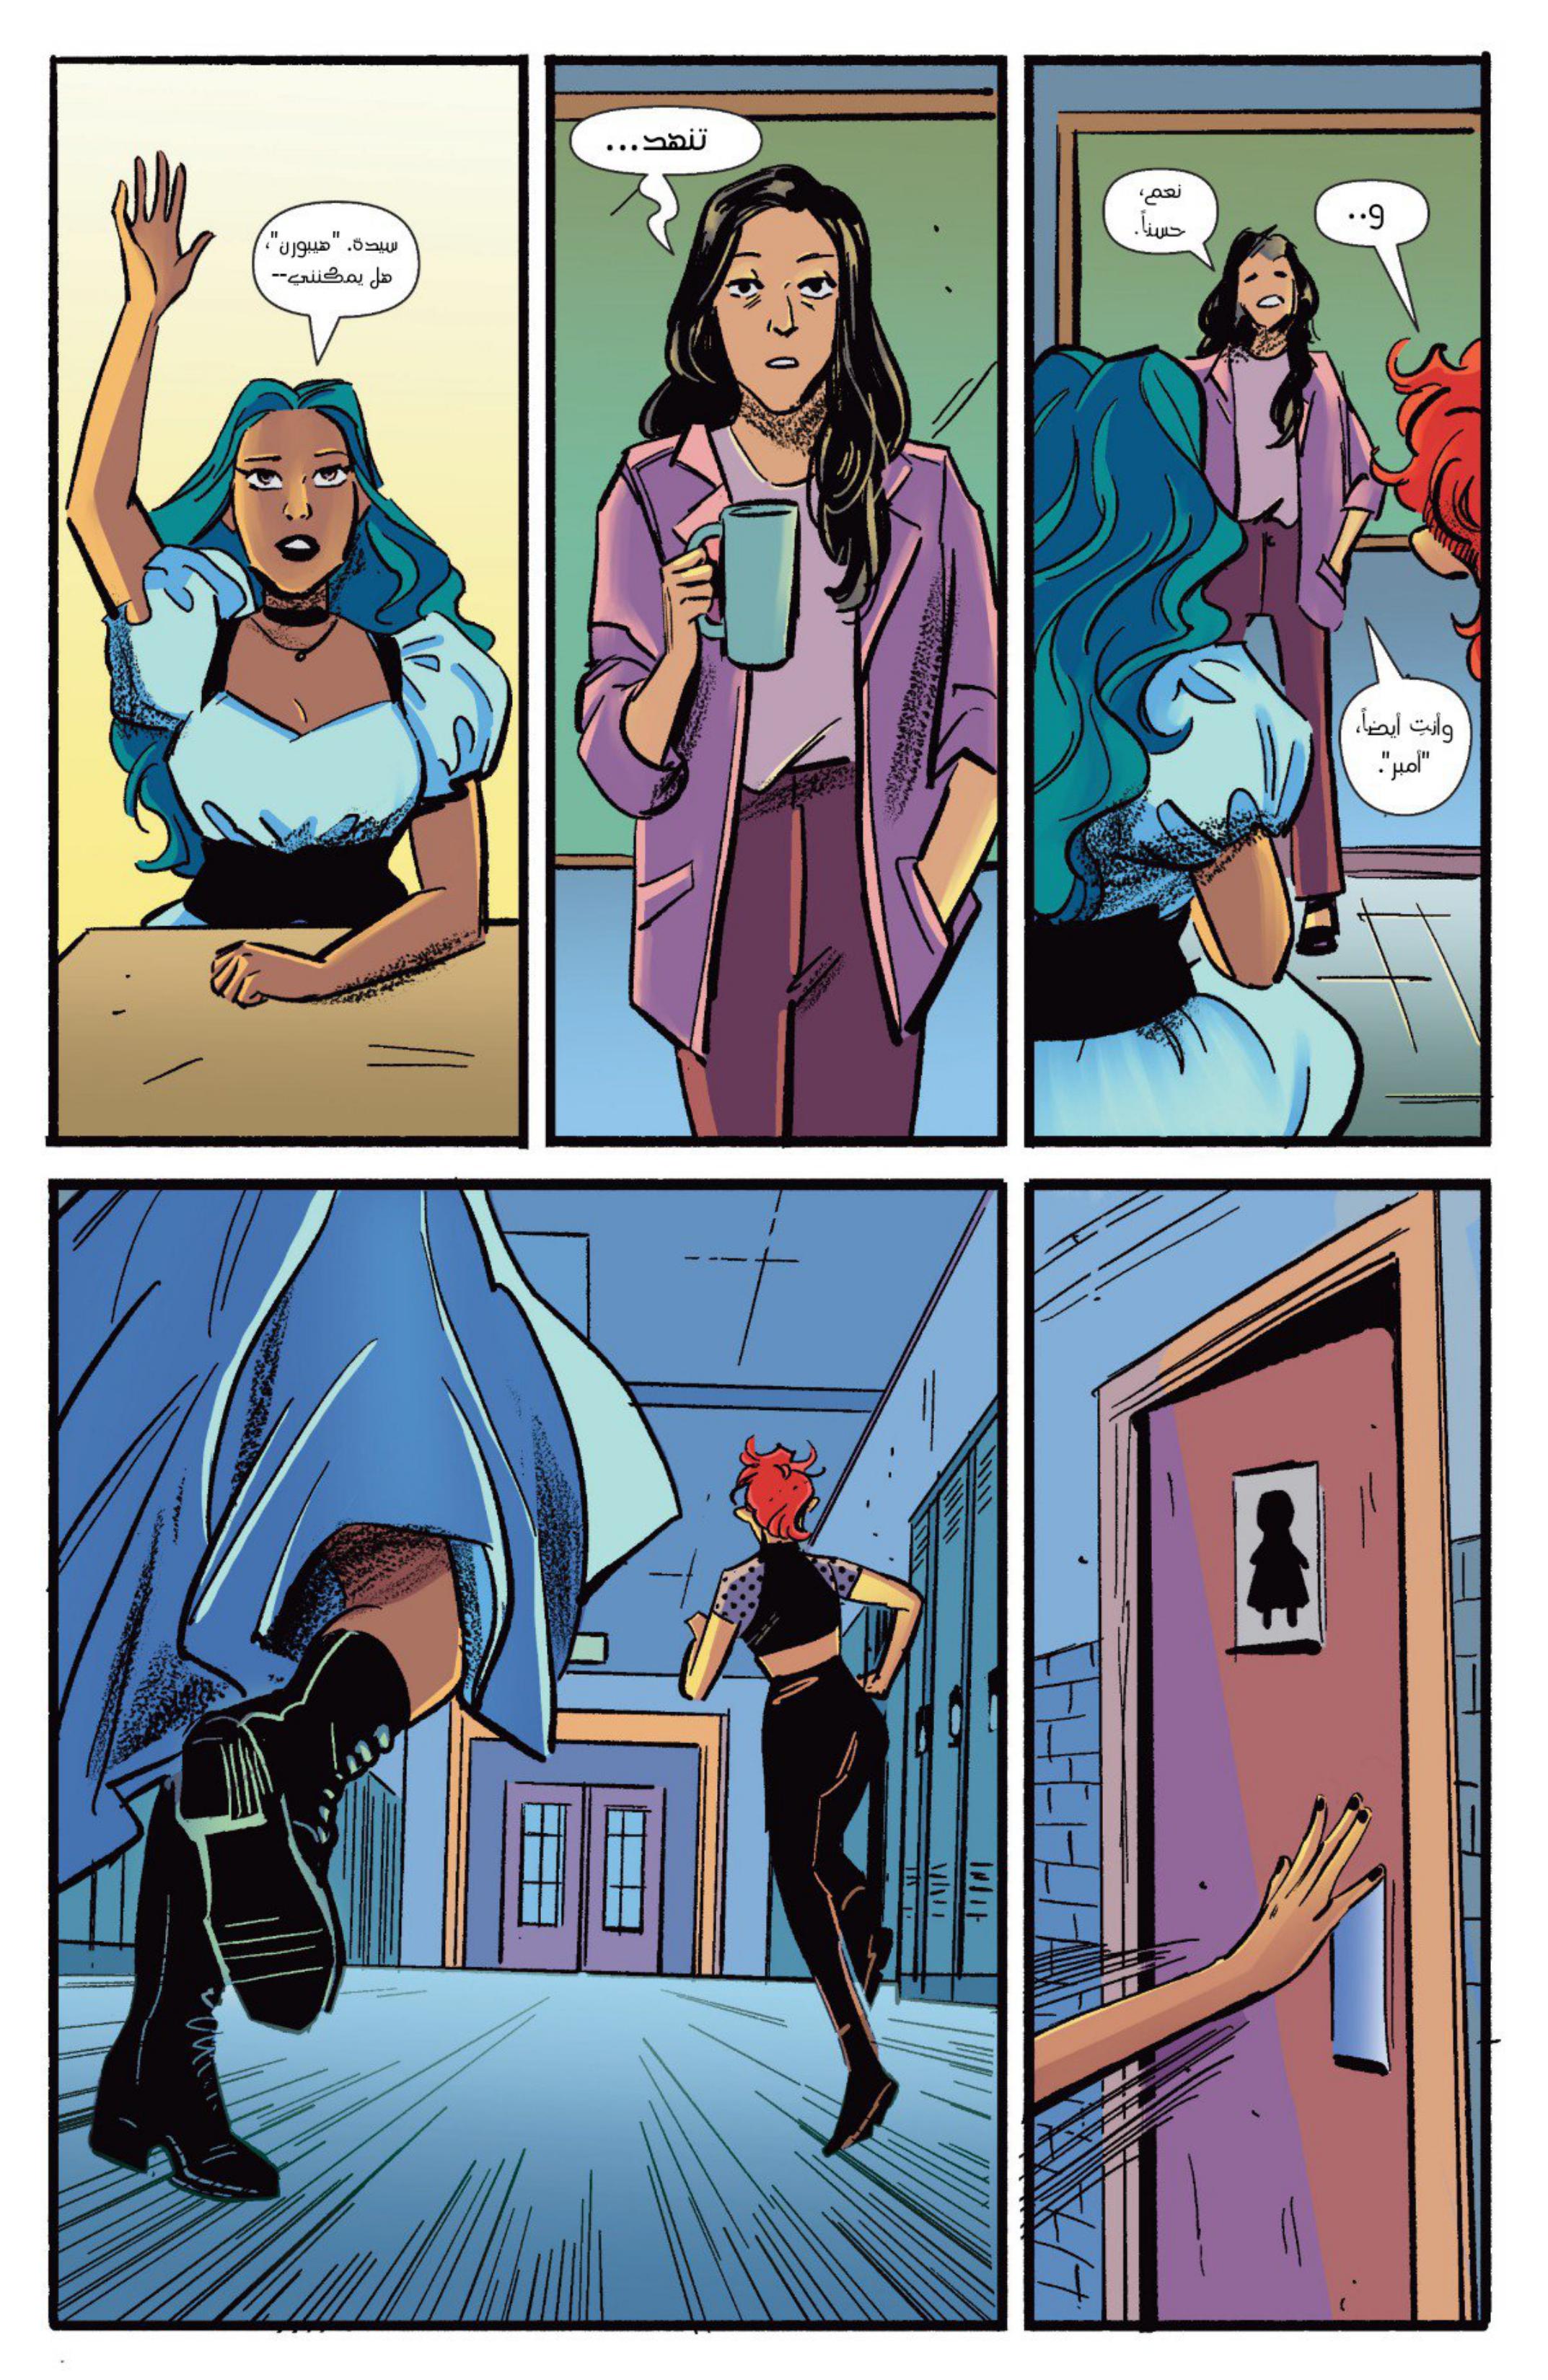 سيدة. "هيبورن"،
هل يمكنني--
تنهد...
نعم،
حسناً.
و..
وأنتِ أيضاً،
"أمبر".